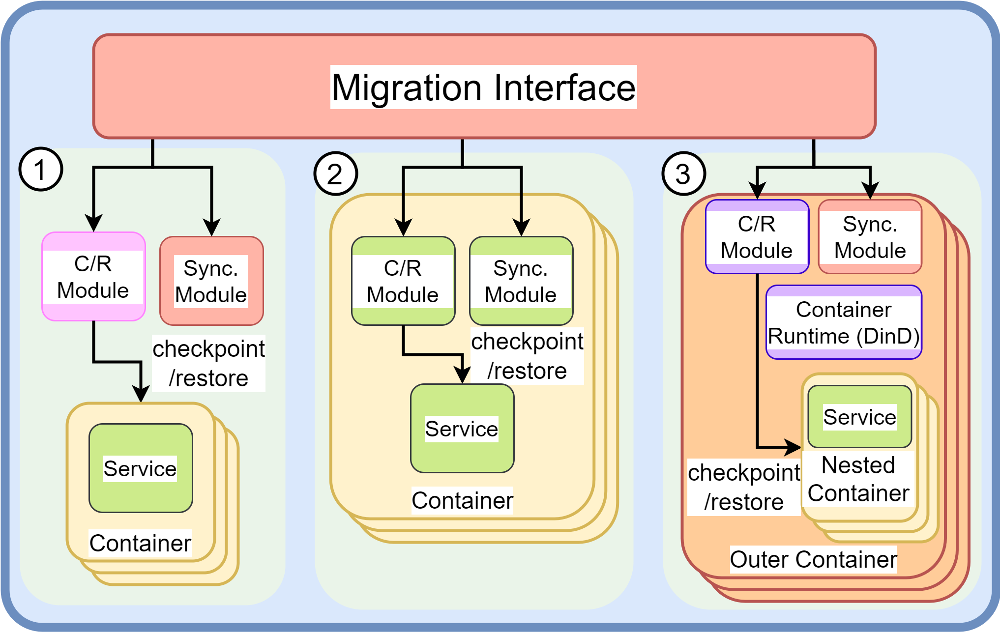 Migration Interface
1
C/R
Module
Sync.
Module
checkpoint
/restore
Service
Container
2
C/R
Module
Sync.
Module
checkpoint
/restore
Service
Container
3
C/R
Module
Sync.
Module
Container
Runtime (DinD)
Service
Nested
Container
checkpoint
/restore
Outer Container